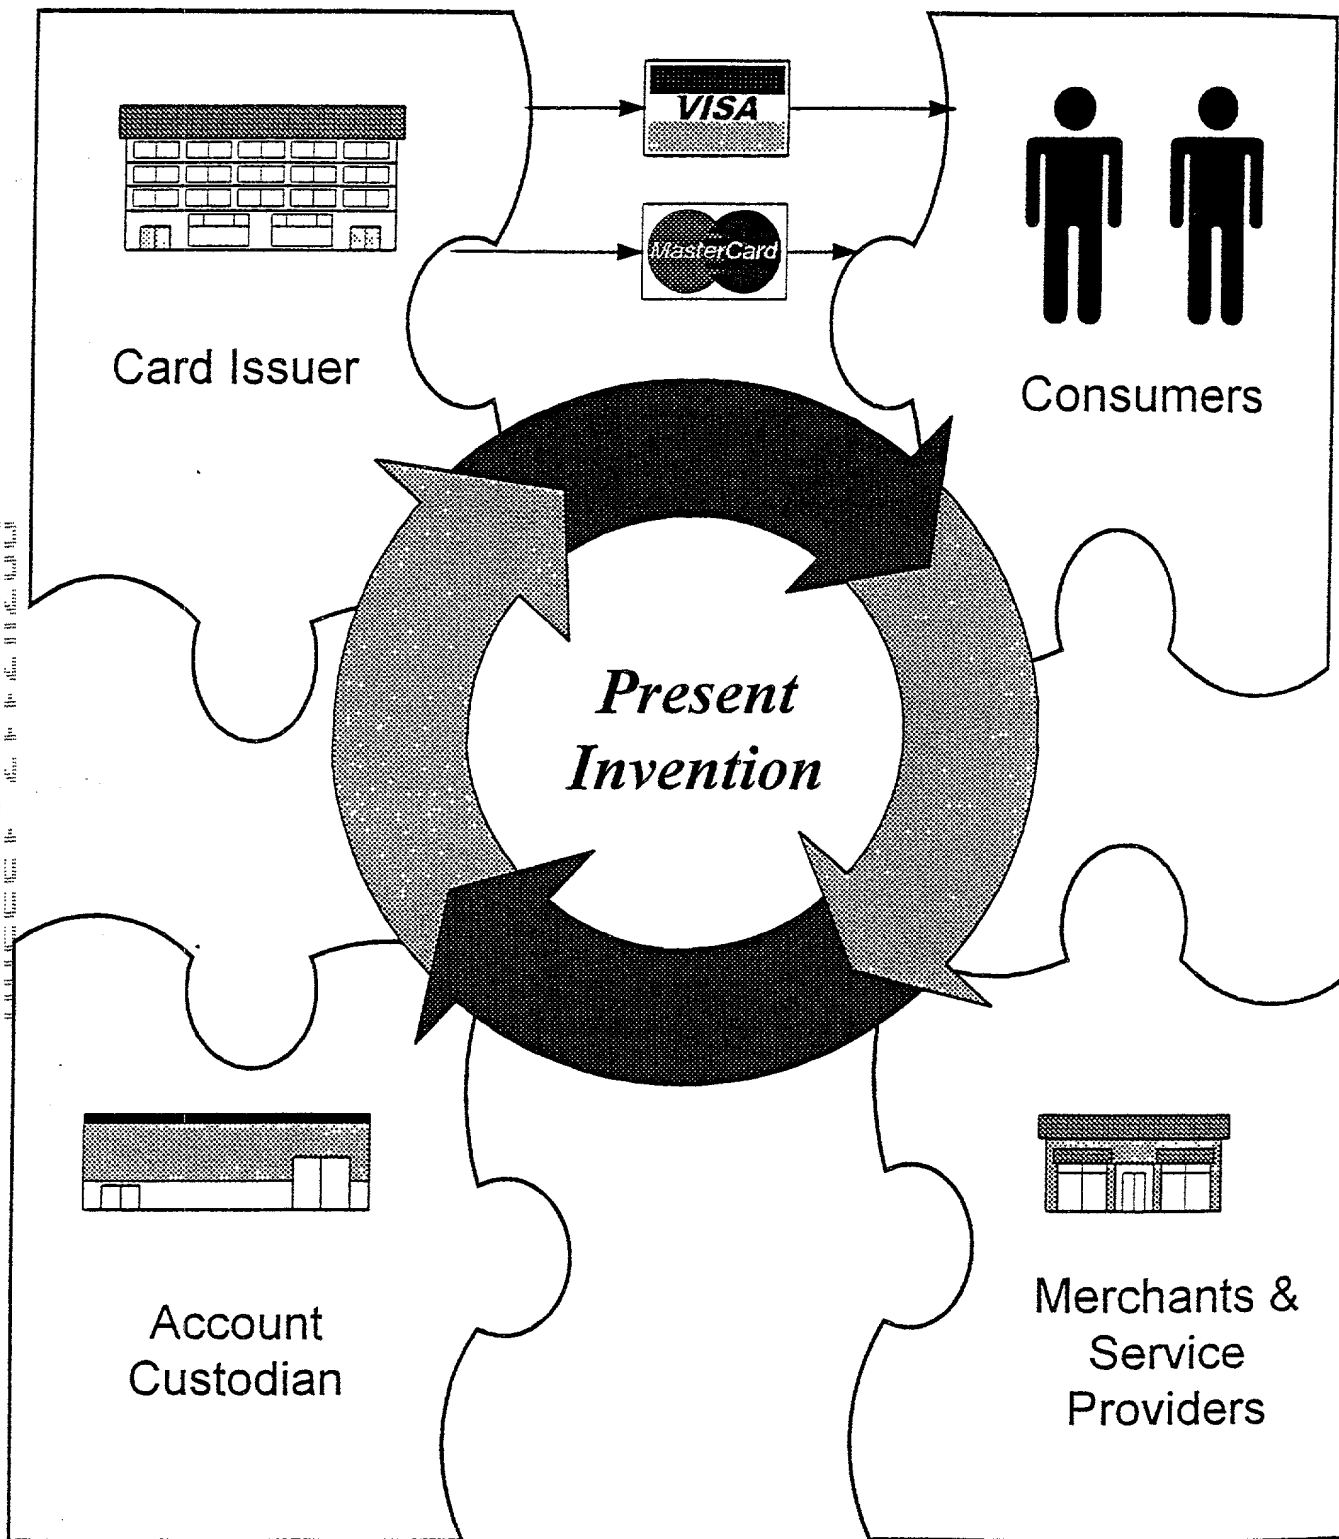 VISA
MasterCard
Card Issuer
Consumers
Present
Invention
Account
Custodian
Merchants &
Service
Providers